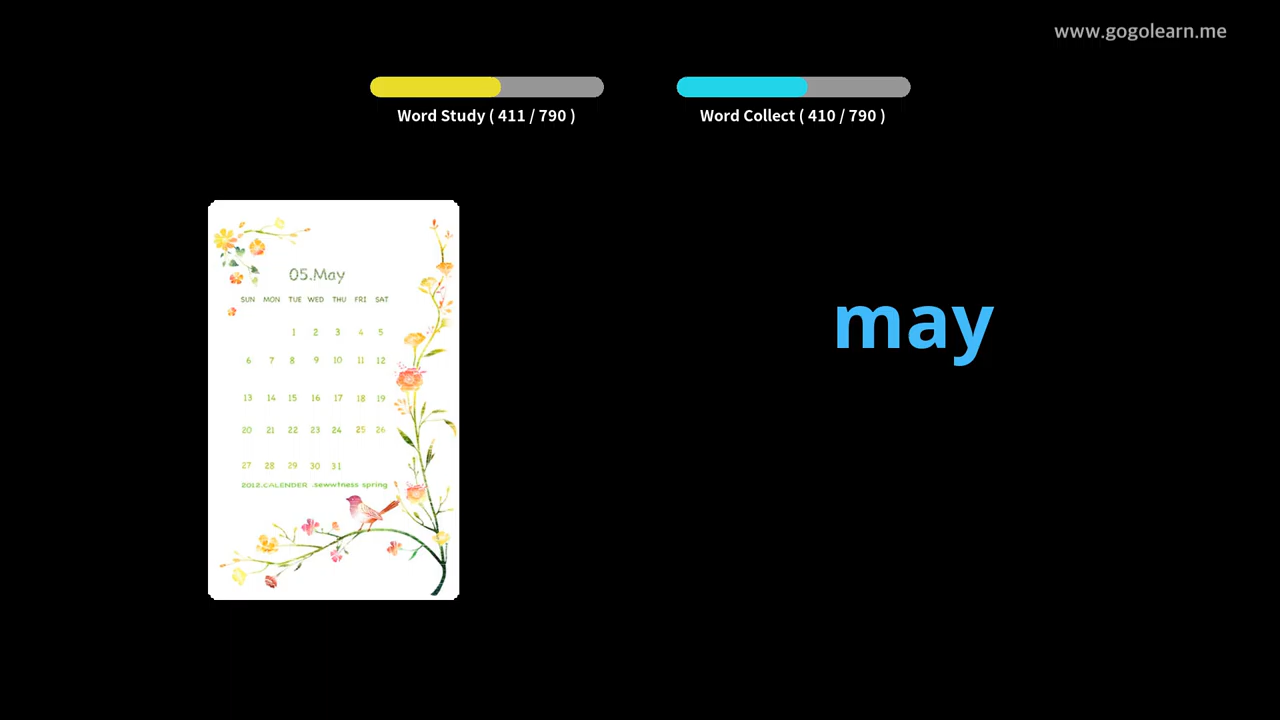 www.gogolearn.me
Word Study ( 411 / 790 )
Word Collect ( 410 / 790 )
05.May
SUN MON TUE WED THU FRI SAT
1 2 3 4 5
6 7 8 9 10 11 12
13 14 15 16 17 18 19
20 21 22 23 24 25 26
27 28 29 30 31
2012.CALENDER .sewwtness spring
may